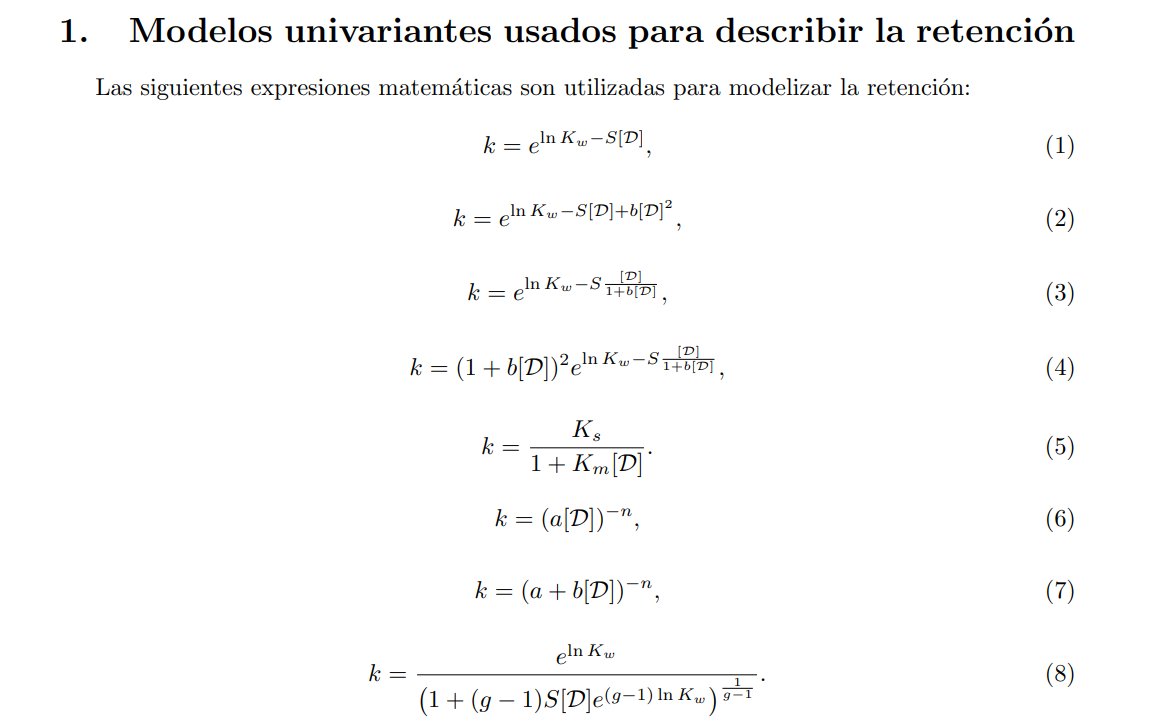 1. Modelos univariantes usados para describir la retención
Las siguientes expresiones matemáticas son utilizadas para modelizar la retención:
$k = e^{\ln K_w - S[\mathcal{D}]},$ (1)
$k = e^{\ln K_w - S[\mathcal{D}] + b[\mathcal{D}]^2},$ (2)
$k = e^{\ln K_w - S\frac{[\mathcal{D}]}{1+b[\mathcal{D}]}},$ (3)
$k = (1 + b[\mathcal{D}])^2 e^{\ln K_w - S\frac{[\mathcal{D}]}{1+b[\mathcal{D}]}},$ (4)
$k = \frac{K_s}{1 + K_m[\mathcal{D}]}.$ (5)
$k = (a[\mathcal{D}])^{-n},$ (6)
$k = (a + b[\mathcal{D}])^{-n},$ (7)
$k = \frac{e^{\ln K_w}}{\left(1 + (g-1)S[\mathcal{D}]e^{(g-1)\ln K_w}\right)^{\frac{1}{g-1}}}.$ (8)